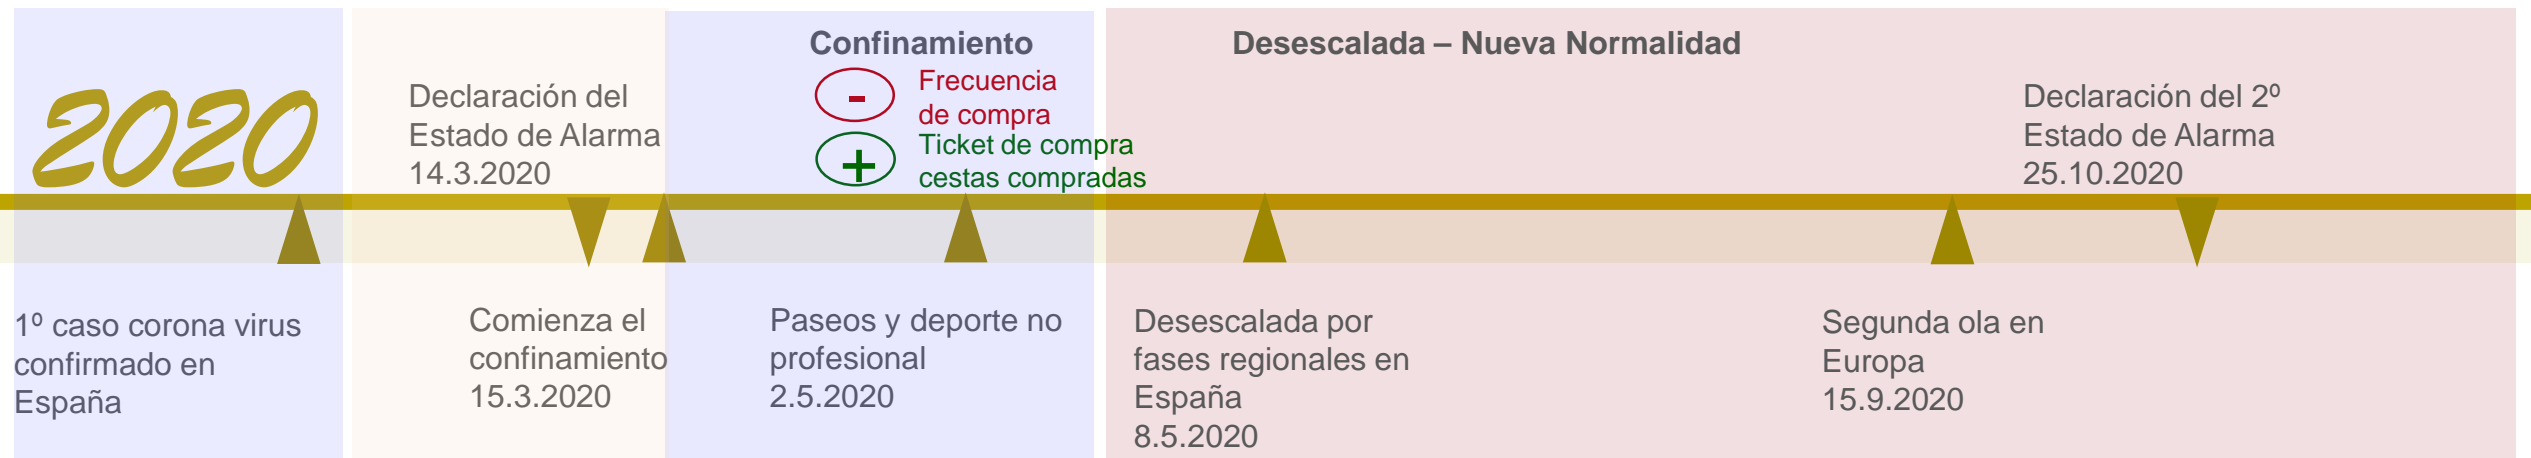 2020
1º caso corona virus
confirmado en
España
Declaración del
Estado de Alarma
14.3.2020
Comienza el
confinamiento
15.3.2020
Confinamiento
-
Frecuencia
de compra
+
Ticket de compra
cestas compradas
Paseos y deporte no
profesional
2.5.2020
Desescalada – Nueva Normalidad
Desescalada por
fases regionales en
España
8.5.2020
Segunda ola en
Europa
15.9.2020
Declaración del 2º
Estado de Alarma
25.10.2020